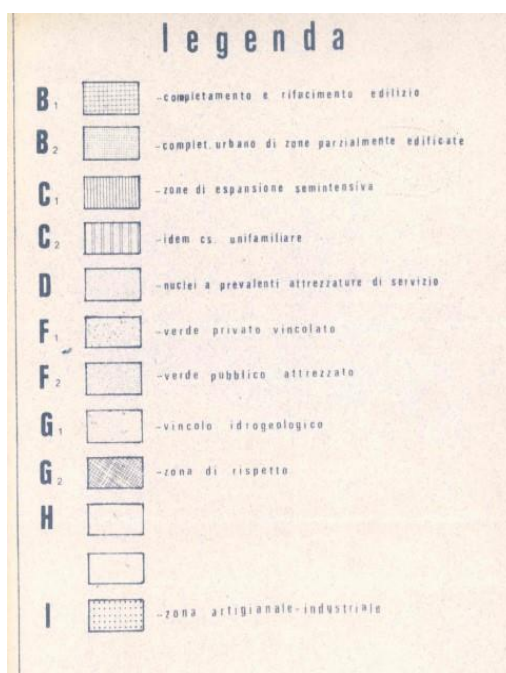 legenda
B1 -completamento e rifacimento edilizio
B2 -complet. urbano di zone parzialmente edificate
C1 -zone di espansione semintensiva
C2 -idem cs. unifamiliare
D -nuclei a prevalenti attrezzature di servizio
F1 -verde privato vincolato
F2 -verde pubblico attrezzato
G1 -vincolo idrogeologico
G2 -zona di rispetto
H
I -zona artigianale-industriale